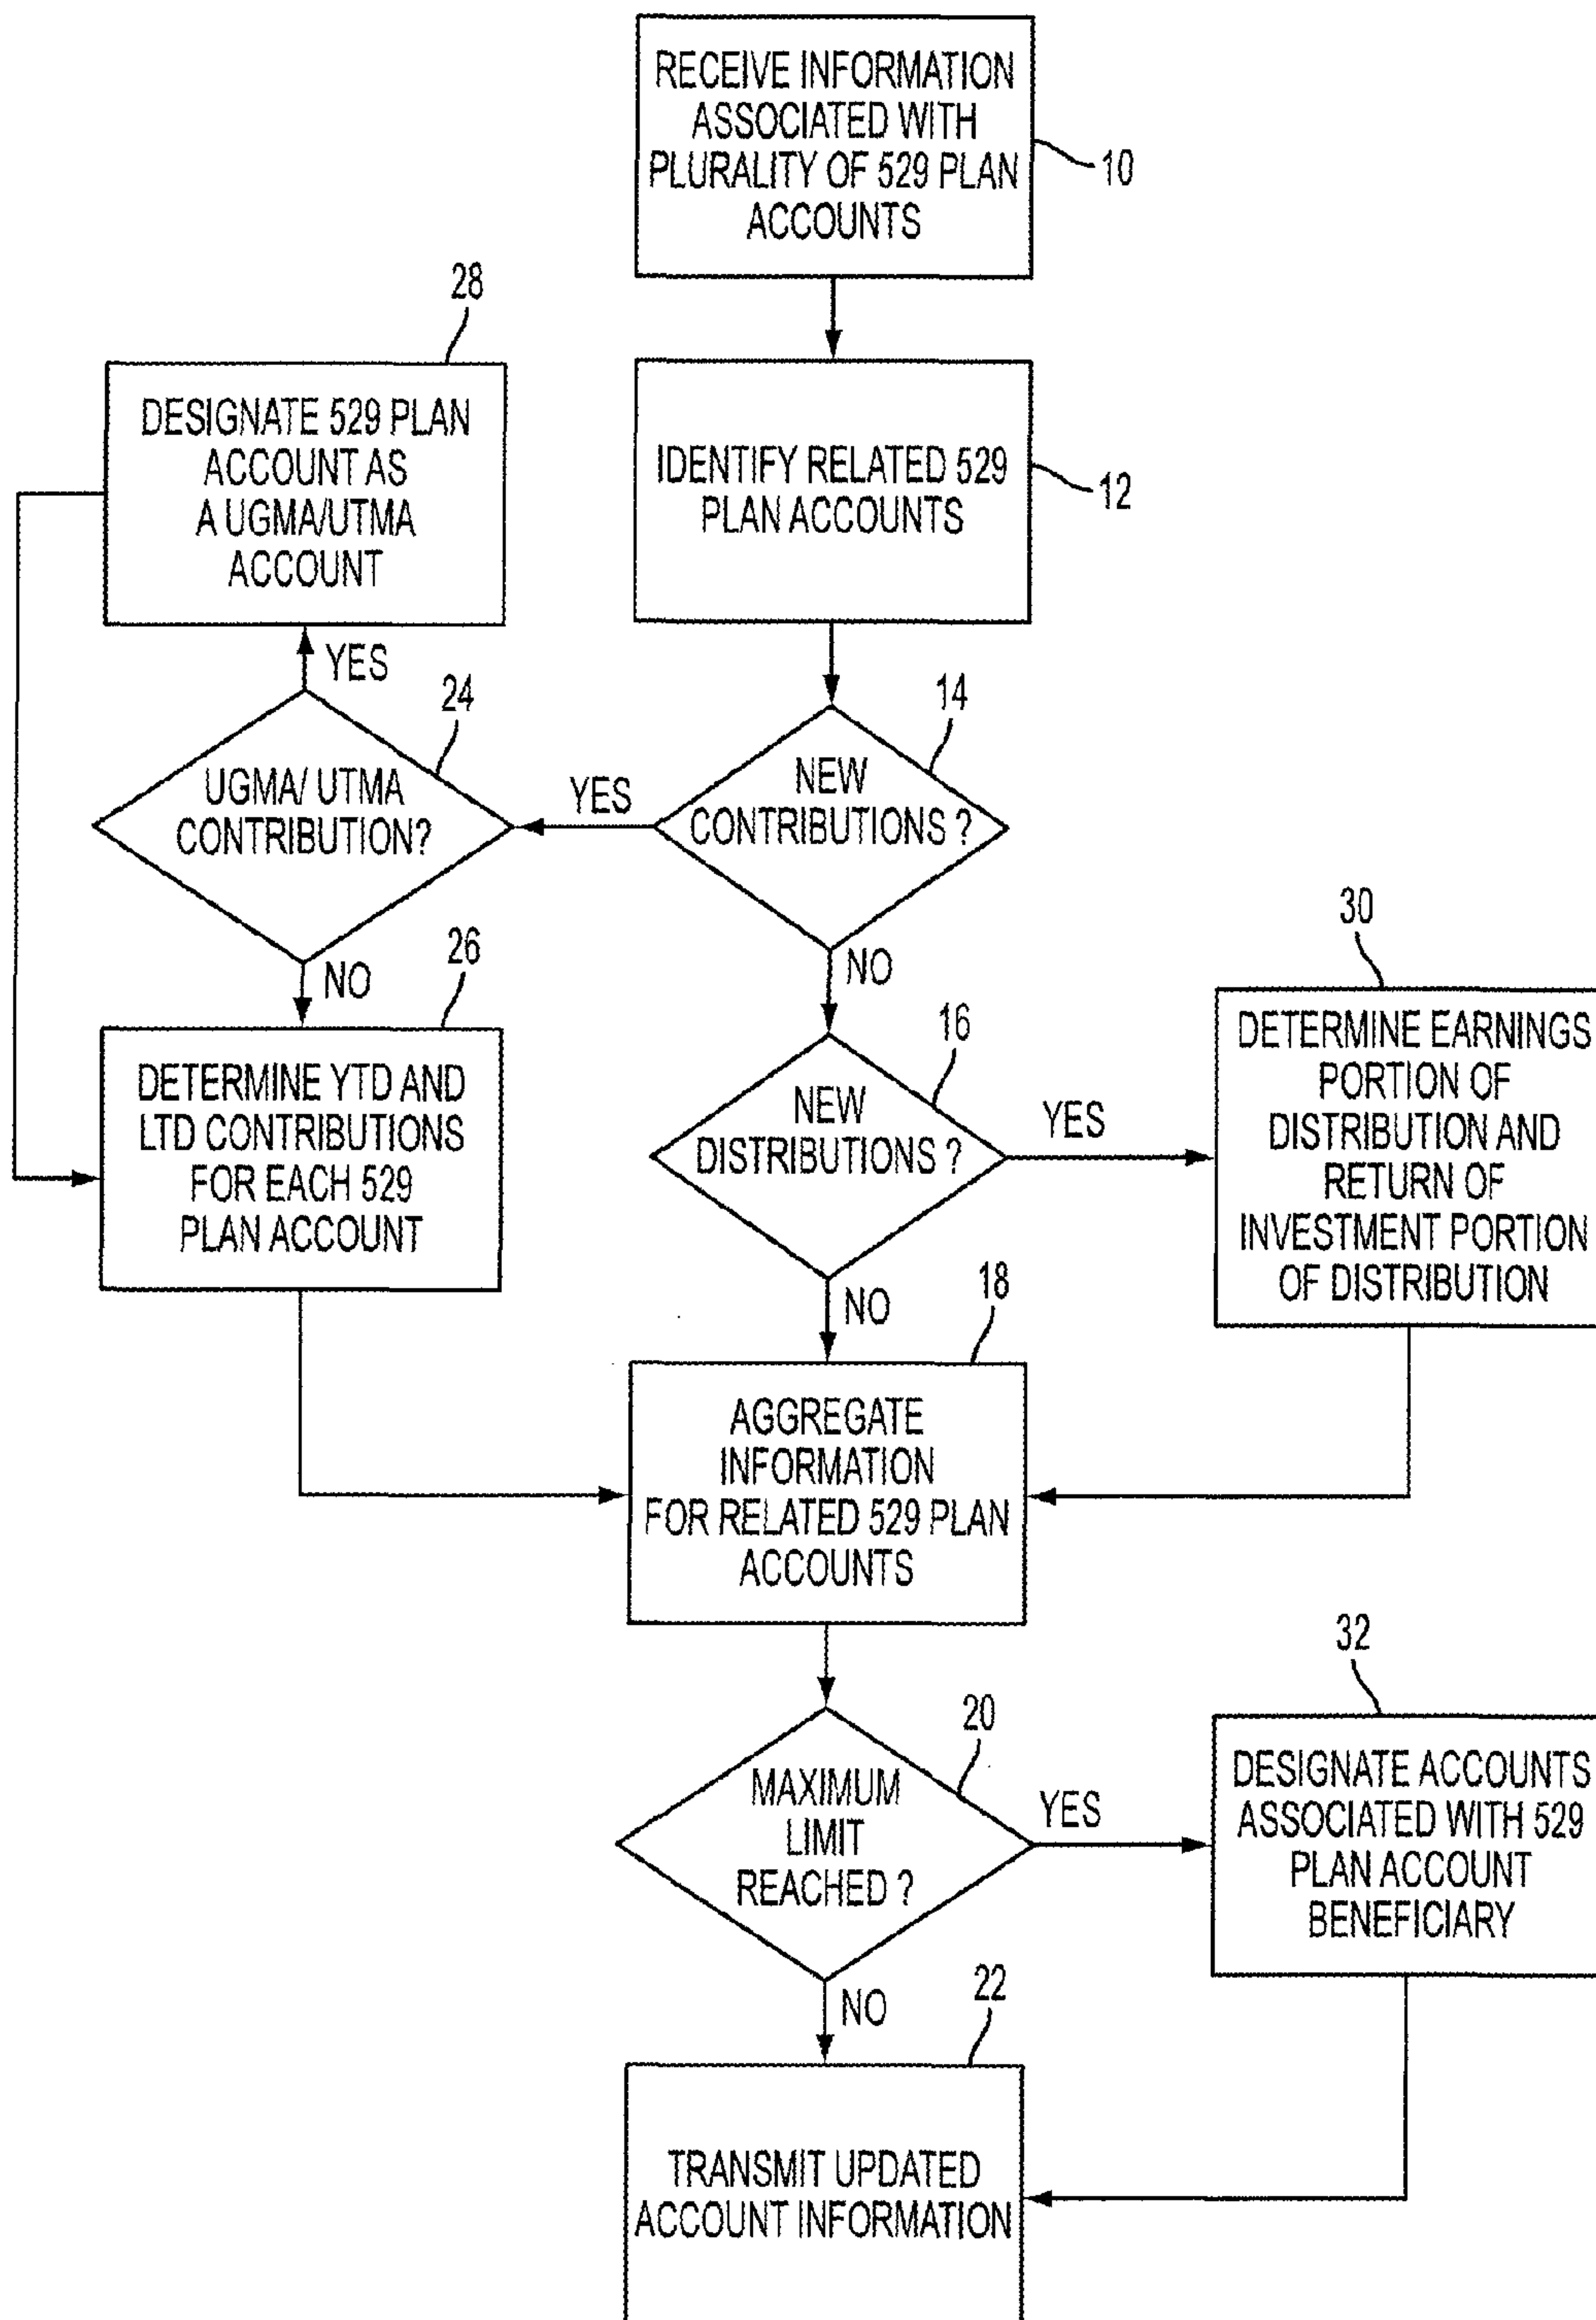 RECEIVE INFORMATION
ASSOCIATED WITH
PLURALITY OF 529 PLAN
ACCOUNTS
10
28
DESIGNATE 529 PLAN
ACCOUNT AS
A UGMA/UTMA
ACCOUNT
IDENTIFY RELATED 529
PLAN ACCOUNTS
12
YES
24
14
UGMA/ UTMA
CONTRIBUTION?
YES
NEW
CONTRIBUTIONS ?
NO
26
NO
30
DETERMINE YTD AND
LTD CONTRIBUTIONS
FOR EACH 529
PLAN ACCOUNT
16
NEW
DISTRIBUTIONS ?
YES
DETERMINE EARNINGS
PORTION OF
DISTRIBUTION AND
RETURN OF
INVESTMENT PORTION
OF DISTRIBUTION
NO
18
AGGREGATE
INFORMATION
FOR RELATED 529 PLAN
ACCOUNTS
32
20
MAXIMUM
LIMIT
REACHED ?
YES
DESIGNATE ACCOUNTS
ASSOCIATED WITH 529
PLAN ACCOUNT
BENEFICIARY
NO
22
TRANSMIT UPDATED
ACCOUNT INFORMATION